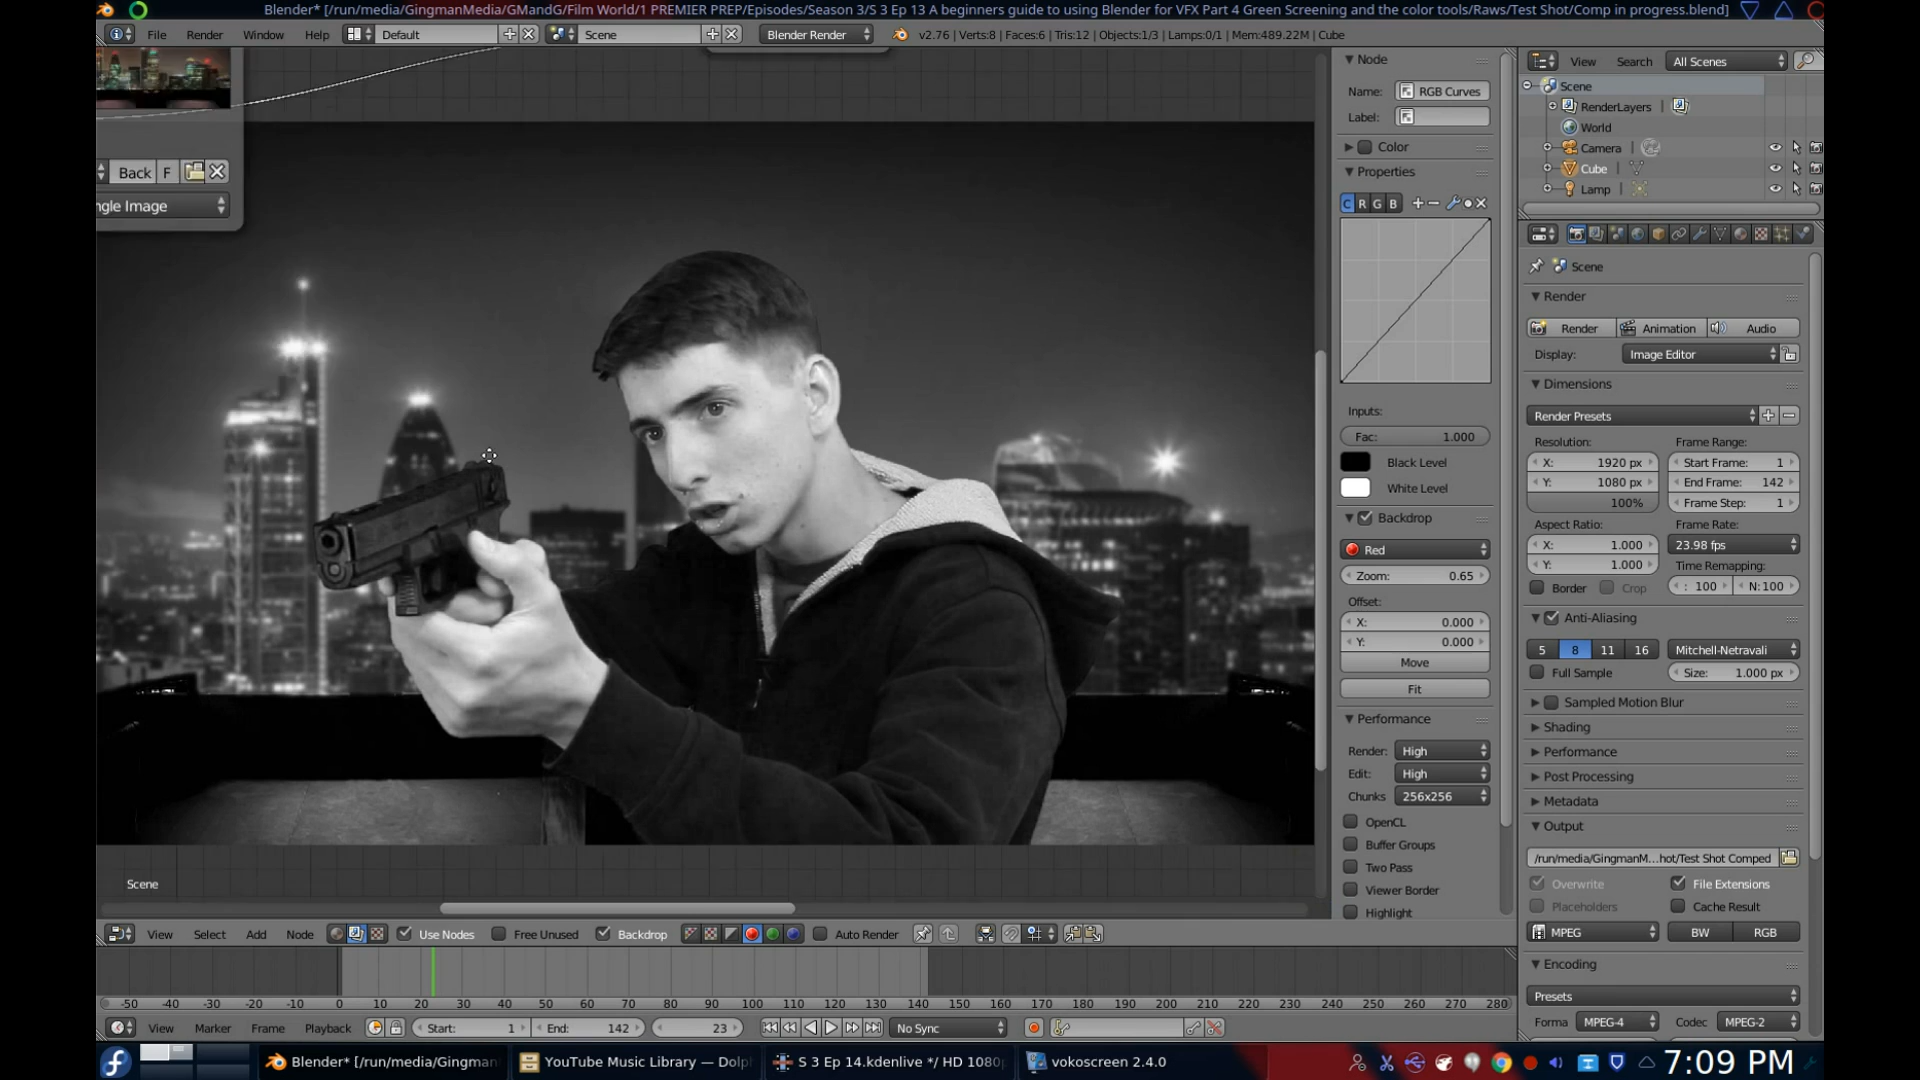 Blender* [/run/media/GingmanMedia/GMandG/Film World/1 PREMIER PREP/Episodes/Season 3/S 3 Ep 13 A beginners guide to using Blender for VFX Part 4 Green Screening and the color tools/Raws/Test Shot/Comp in progress.blend]
File Render Window Help Default Scene Blender Render v2.76 | Verts:8 | Faces:6 | Tris:12 | Objects:1/3 | Lamps:0/1 | Mem:489.22M | Cube
Back F
ngle Image
Scene
Node
Name: RGB Curves
Label:
Color
Properties
C R G B
Inputs:
Fac: 1.000
Black Level
White Level
Backdrop
Red
Zoom: 0.65
Offset:
X: 0.000
Y: 0.000
Move
Fit
Performance
Render: High
Edit: High
Chunks 256x256
OpenCL
Buffer Groups
Two Pass
Viewer Border
Highlight
View Search All Scenes
Scene
RenderLayers
World
Camera
Cube
Lamp
Scene
Render
Render Animation Audio
Display: Image Editor
Dimensions
Render Presets
Resolution: Frame Range:
X: 1920 px Start Frame: 1
Y: 1080 px End Frame: 142
100% Frame Step: 1
Aspect Ratio: Frame Rate:
X: 1.000 23.98 fps
Y: 1.000 Time Remapping:
Border Crop : 100 N:100
Anti-Aliasing
5 8 11 16 Mitchell-Netravali
Full Sample Size: 1.000 px
Sampled Motion Blur
Shading
Performance
Post Processing
Metadata
Output
/run/media/GingmanM...hot/Test Shot Comped
Overwrite File Extensions
Placeholders Cache Result
MPEG BW RGB
Encoding
Presets
Forma MPEG-4 Codec MPEG-2
View Select Add Node Use Nodes Free Unused Backdrop Auto Render
-50 -40 -30 -20 -10 0 10 20 30 40 50 60 70 80 90 100 110 120 130 140 150 160 170 180 190 200 210 220 230 240 250 260 270 280
View Marker Frame Playback Start: 1 End: 142 23 No Sync
Blender* [/run/media/Gingman YouTube Music Library — Dolph S 3 Ep 14.kdenlive */ HD 1080p vokoscreen 2.4.0 7:09 PM